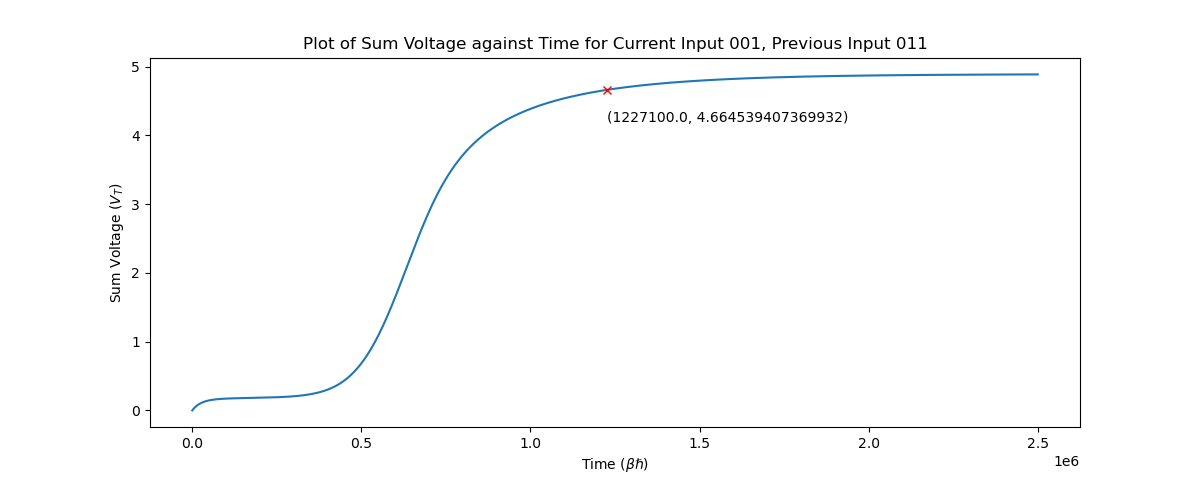 Plot of Sum Voltage against Time for Current Input 001, Previous Input 011
5
4
3
2
1
0
Sum Voltage (V_T)
(1227100.0, 4.664539407369932)
0.0 0.5 1.0 1.5 2.0 2.5
1e6
Time (βℏ)